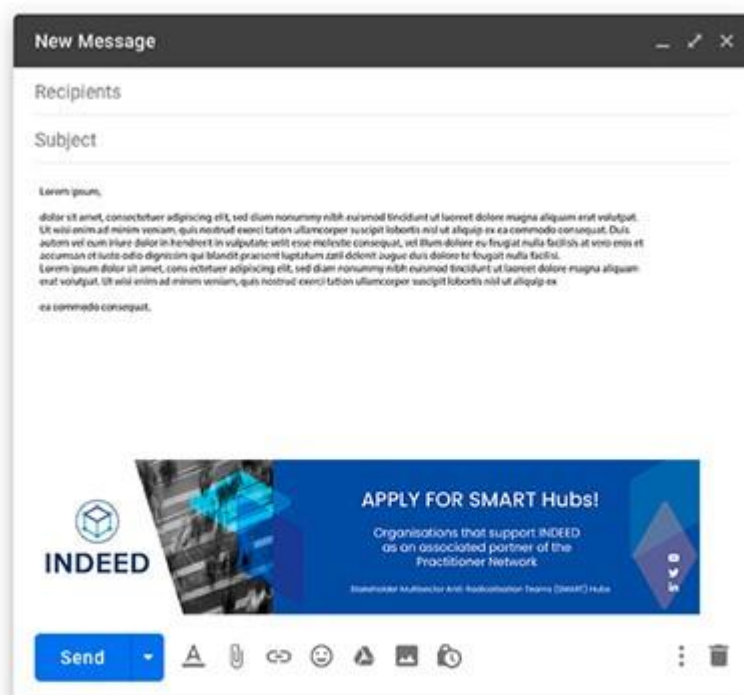 New Message
Recipients
Subject
Lorem ipsum,
dolor sit amet, consectetuer adipiscing elit, sed diam nonummy nibh euismod tincidunt ut laoreet dolore magna aliquam erat volutpat.
Ut wisi enim ad minim veniam, quis nostrud exerci tation ullamcorper suscipit lobortis nisl ut aliquip ex ea commodo consequat. Duis
autem vel eum iriure dolor in hendrerit in vulputate velit esse molestie consequat, vel illum dolore eu feugiat nulla facilisis at vero eros et
accumsan et iusto odio dignissim qui blandit praesent luptatum zzril delenit augue duis dolore te feugait nulla facilisi.
Lorem ipsum dolor sit amet, cons ectetuer adipiscing elit, sed diam nonummy nibh euismod tincidunt ut laoreet dolore magna aliquam
erat volutpat. Ut wisi enim ad minim veniam, quis nostrud exerci tation ullamcorper suscipit lobortis nisl ut aliquip ex
ea commodo consequat.
INDEED
APPLY FOR SMART Hubs!
Organisations that support INDEED
as an associated partner of the
Practitioner Network
Stakeholder Multisector Anti-Radicalisation Teams (SMART) Hubs
in
Send